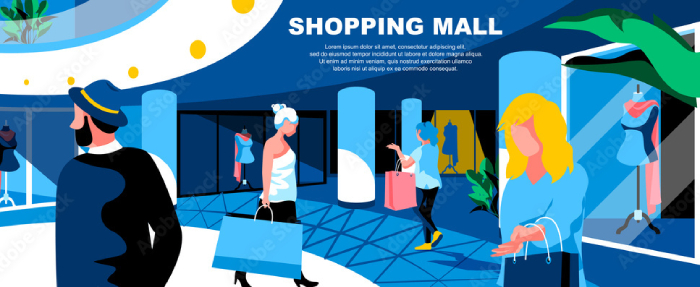 SHOPPING MALL
Lorem ipsum dolor sit amet, consectetur adipiscing elit,
sed do eiusmod tempor incididunt ut labore et dolore magna aliqua.
Ut enim ad minim veniam, quis nostrud exercitation ullamco
laboris nisi ut aliquip ex ea commodo consequat.
Adobe Stock